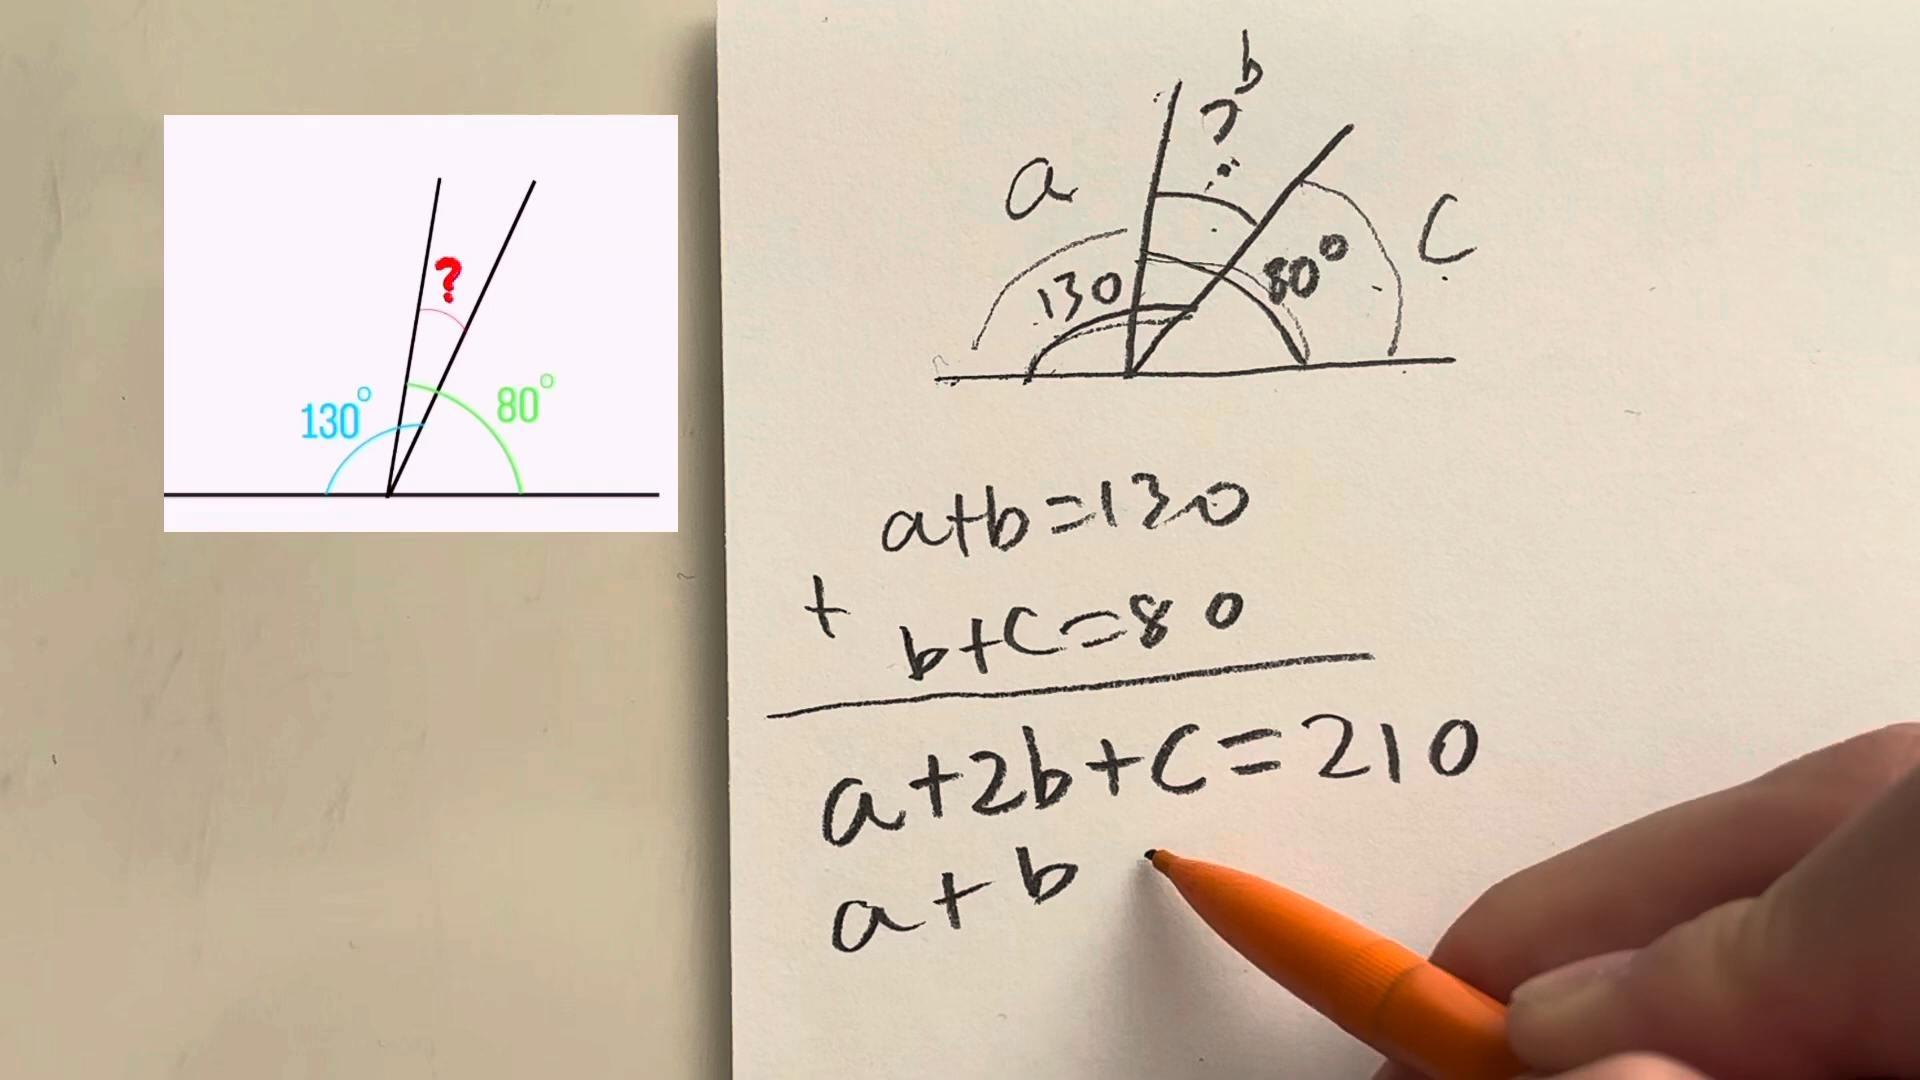 ?
130°
80°
b
?
a
c
130
80°
a+b=130
+
b+c=80
a+2b+c=210
a+b